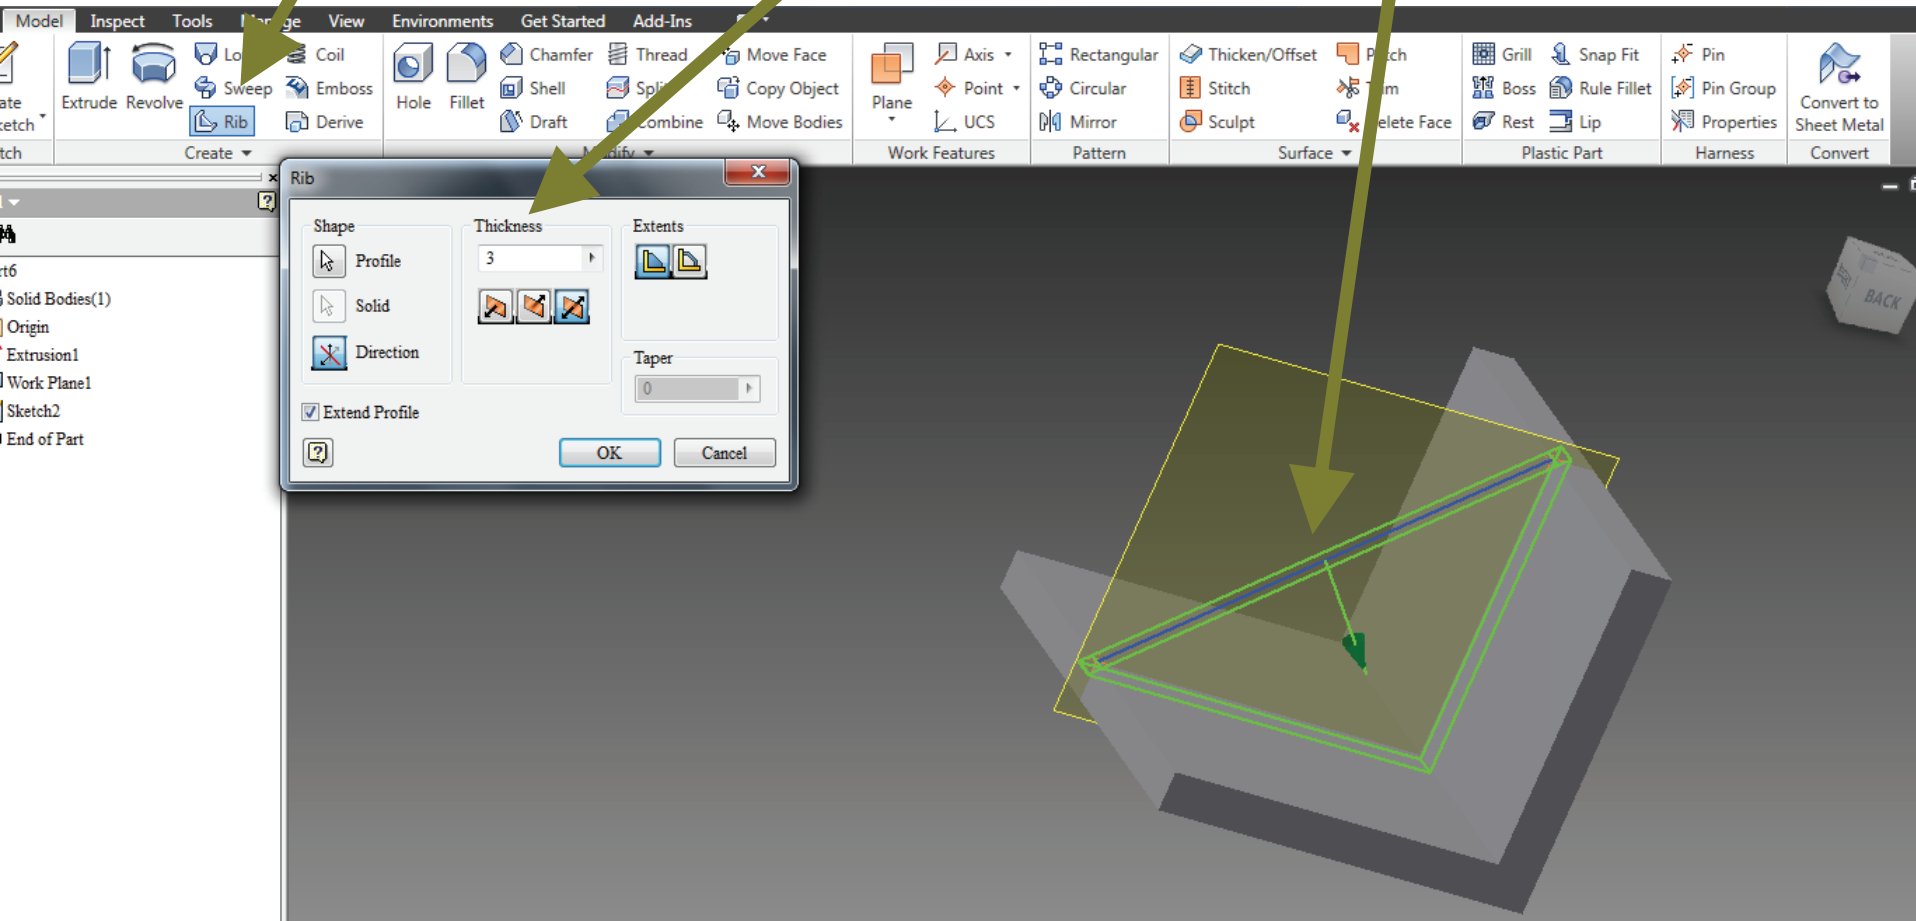 Model Inspect Tools View Environments Get Started Add-Ins
Coil Chamfer Thread Move Face Axis Rectangular Thicken/Offset Grill Snap Fit Pin
Extrude Revolve Sweep Emboss Hole Fillet Shell Copy Object Plane Point Circular Stitch Boss Rule Fillet Pin Group Convert to
Rib Derive Draft Combine Move Bodies UCS Mirror Sculpt Delete Face Rest Lip Properties Sheet Metal
Create Modify Work Features Pattern Surface Plastic Part Harness Convert
Rib
Shape Thickness Extents
Profile 3
Solid
Direction Taper
0
Extend Profile
OK Cancel
Solid Bodies(1)
Origin
Extrusion1
Work Plane1
Sketch2
End of Part
BACK